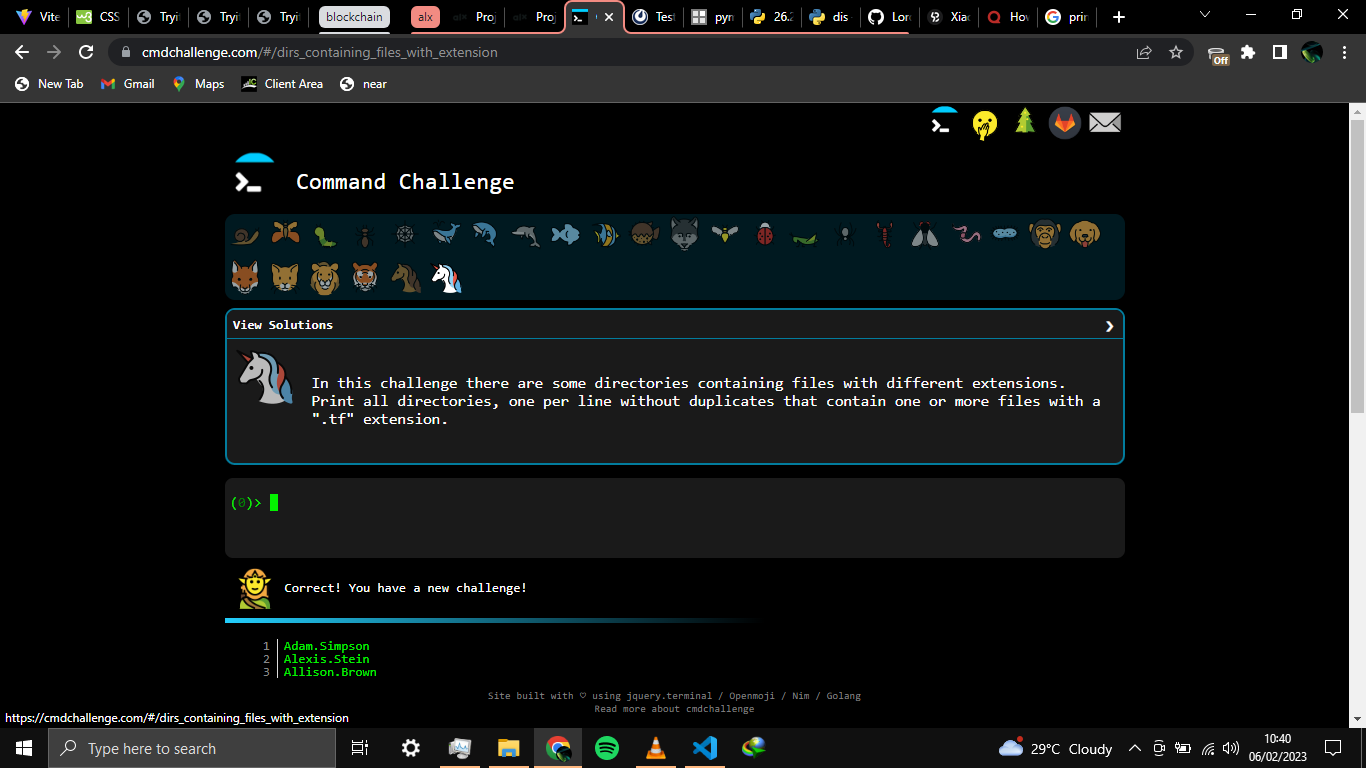 Vite
CSS
Tryi
Tryi
Tryi
blockchain
alx
Proj
Proj
Test
pyn
26.2
dis
Lor
Xiao
Hov
prin
cmdchallenge.com/#/dirs_containing_files_with_extension
Off
New Tab Gmail Maps Client Area near
Command Challenge
View Solutions
In this challenge there are some directories containing files with different extensions.
Print all directories, one per line without duplicates that contain one or more files with a
".tf" extension.
(0)>
Correct! You have a new challenge!
1 Adam.Simpson
2 Alexis.Stein
3 Allison.Brown
Site built with ♡ using jquery.terminal / Openmoji / Nim / Golang
Read more about cmdchallenge
https://cmdchallenge.com/#/dirs_containing_files_with_extension
Type here to search
29°C Cloudy
10:40
06/02/2023